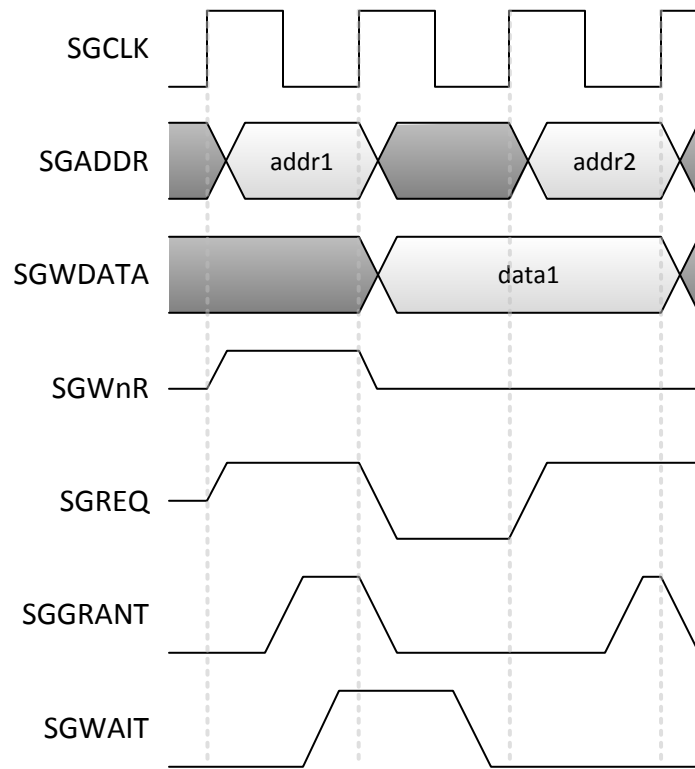 SGCLK
SGADDR
addr1
addr2
SGWDATA
data1
SGWnR
SGREQ
SGGRANT
SGWAIT